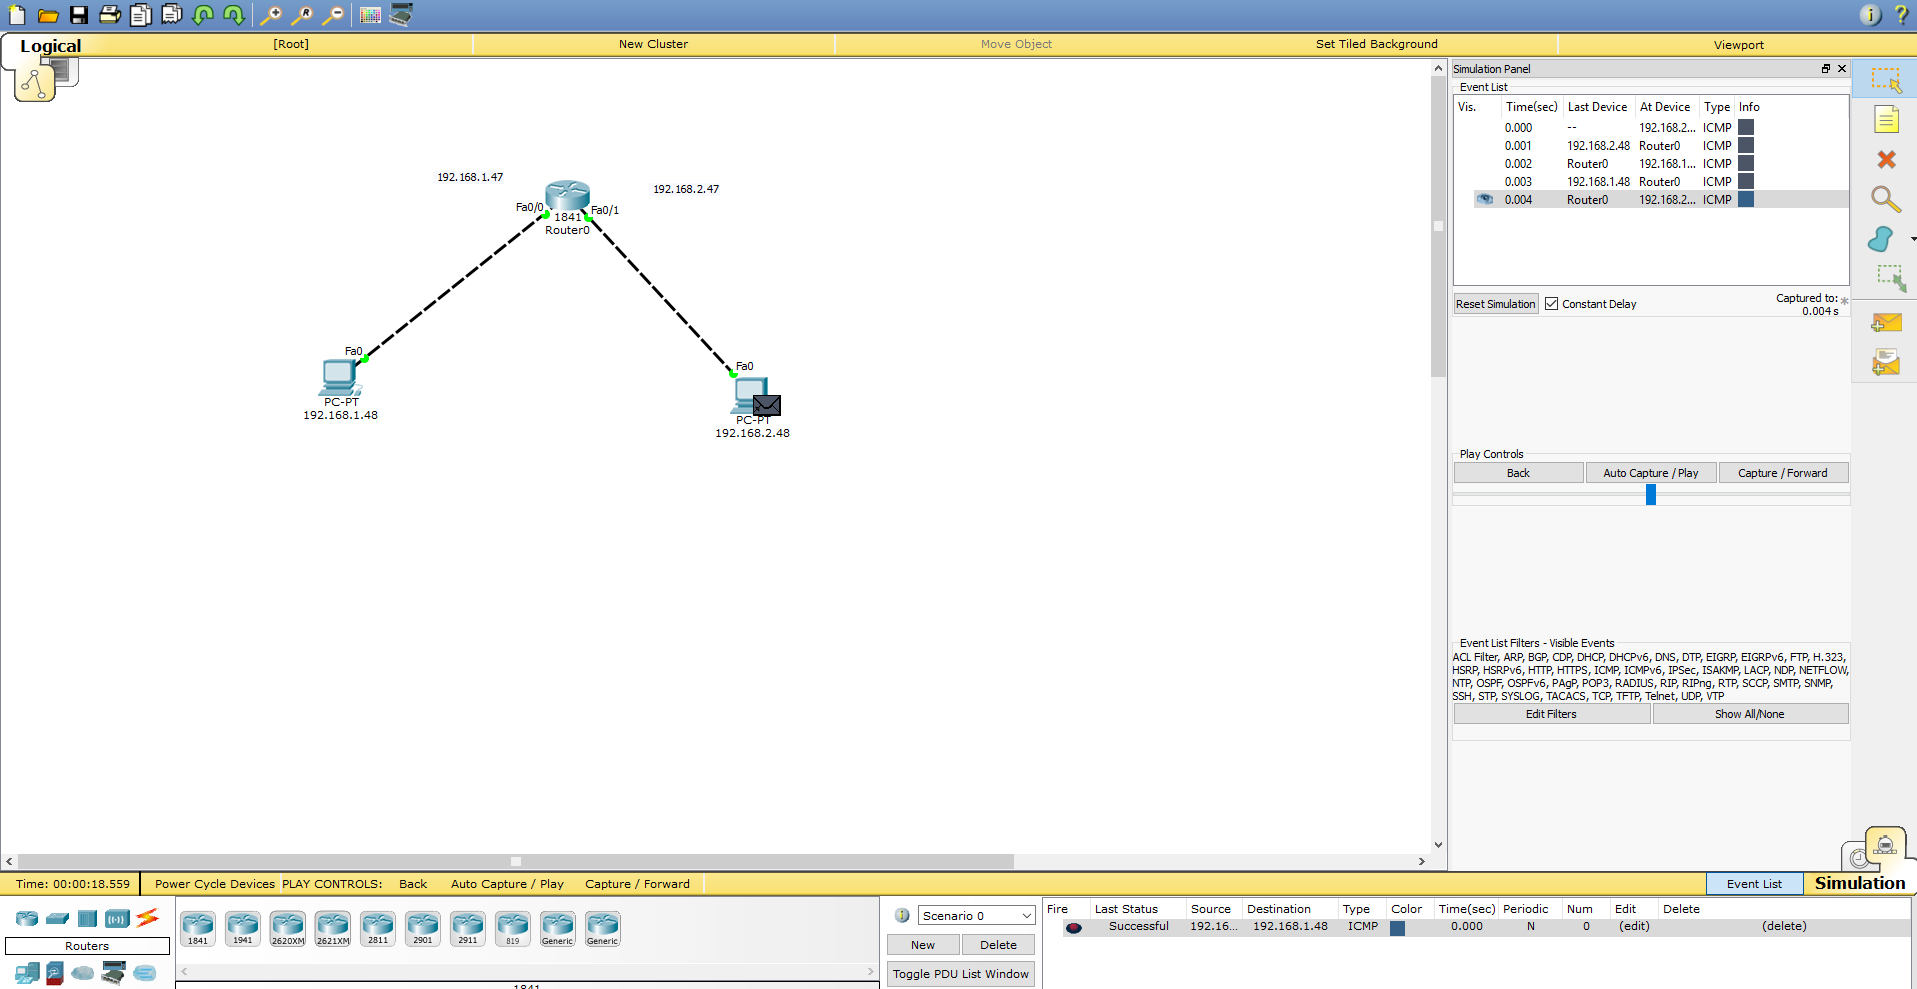 Logical
[Root]
New Cluster
Move Object
Set Tiled Background
Viewport
192.168.1.47
192.168.2.47
Fa0/0
Fa0/1
1841
Router0
Fa0
PC-PT
192.168.1.48
Fa0
PC-PT
192.168.2.48
Simulation Panel
Event List
Vis. Time(sec) Last Device At Device Type Info
0.000 -- 192.168.2... ICMP
0.001 192.168.2.48 Router0 ICMP
0.002 Router0 192.168.1... ICMP
0.003 192.168.1.48 Router0 ICMP
0.004 Router0 192.168.2... ICMP
Reset Simulation
Constant Delay
Captured to: *
0.004 s
Play Controls
Back
Auto Capture / Play
Capture / Forward
Event List Filters - Visible Events
ACL Filter, ARP, BGP, CDP, DHCP, DHCPv6, DNS, DTP, EIGRP, EIGRPv6, FTP, H.323,
HSRP, HSRPv6, HTTP, HTTPS, ICMP, ICMPv6, IPSec, ISAKMP, LACP, NDP, NETFLOW,
NTP, OSPF, OSPFv6, PAgP, POP3, RADIUS, RIP, RIPng, RTP, SCCP, SMTP, SNMP,
SSH, STP, SYSLOG, TACACS, TCP, TFTP, Telnet, UDP, VTP
Edit Filters
Show All/None
Time: 00:00:18.559
Power Cycle Devices PLAY CONTROLS: Back Auto Capture / Play Capture / Forward
Event List
Simulation
Routers
1841
1941
2620XM
2621XM
2811
2901
2911
819
Generic
Generic
1841
Scenario 0
New
Delete
Toggle PDU List Window
Fire Last Status Source Destination Type Color Time(sec) Periodic Num Edit Delete
Successful 192.16... 192.168.1.48 ICMP 0.000 N 0 (edit) (delete)